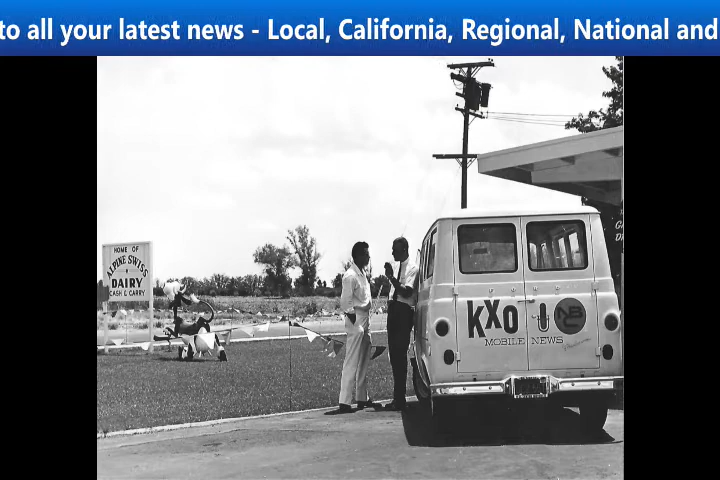 to all your latest news - Local, California, Regional, National and
HOME OF
ALPINE SWISS
DAIRY
CASH & CARRY
KXO
ABC
MOBILE NEWS